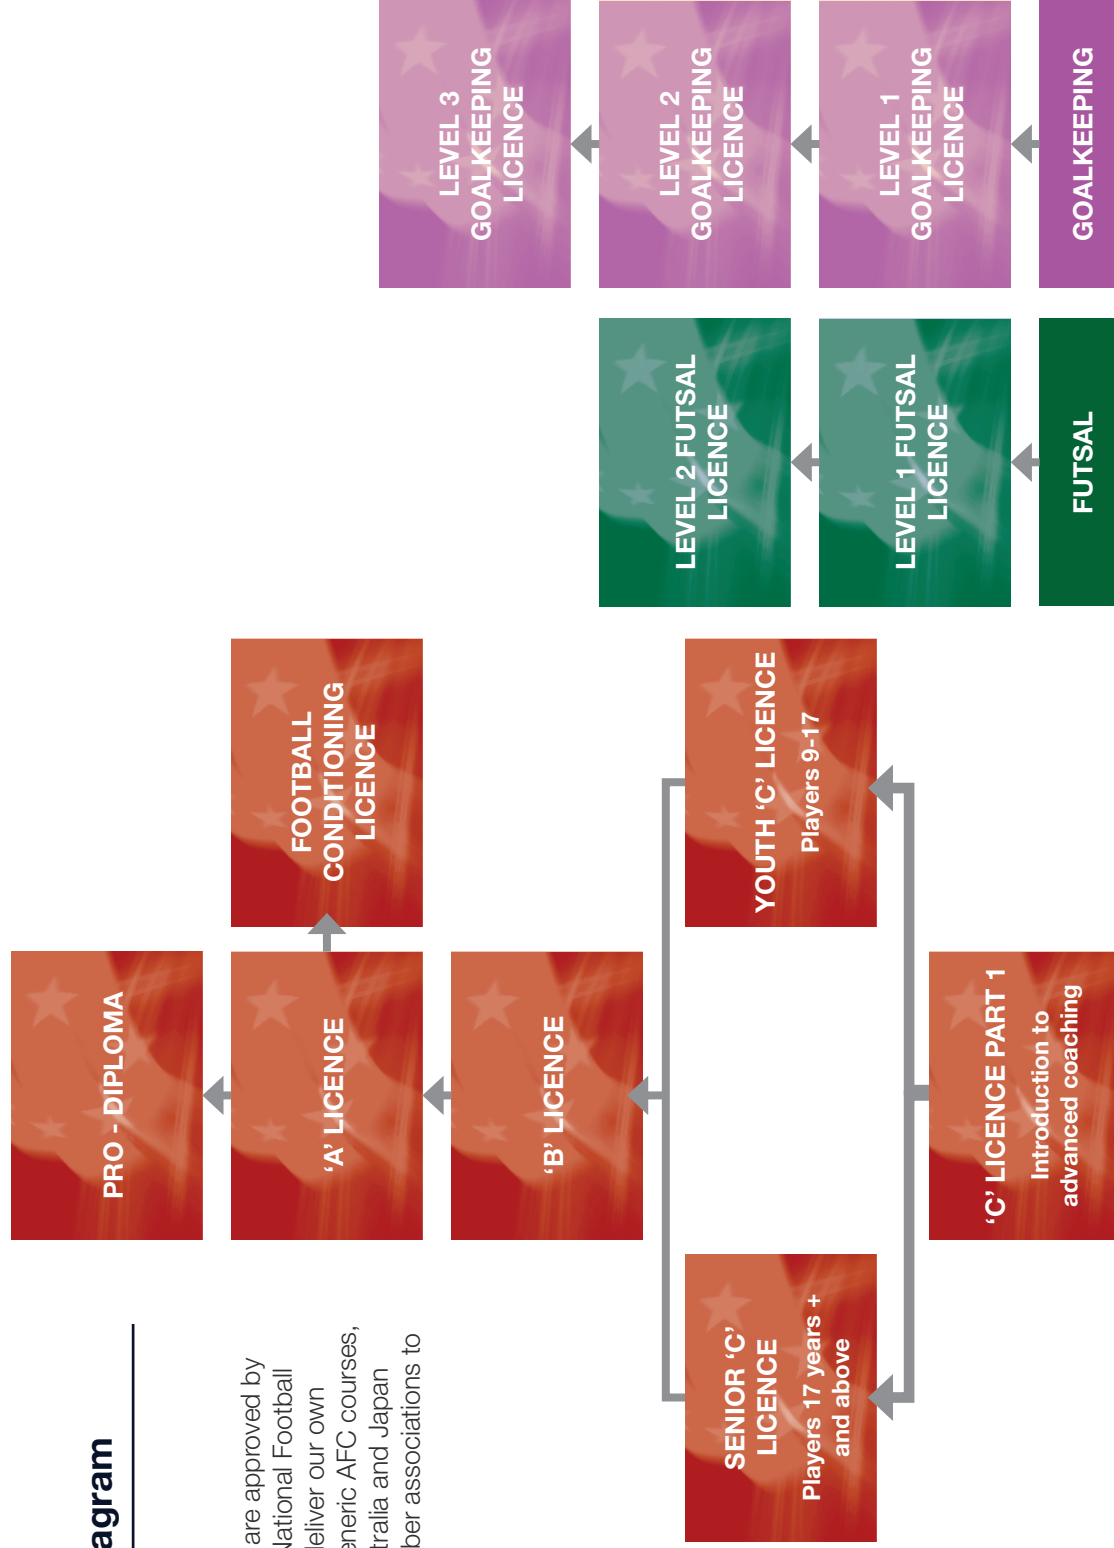 agram
are approved by
National Football
eliver our own
eneric AFC courses,
tralia and Japan
ber associations to
PRO - DIPLOMA
‘A’ LICENCE
FOOTBALL
CONDITIONING
LICENCE
‘B’ LICENCE
SENIOR ‘C’
LICENCE
Players 17 years +
and above
YOUTH ‘C’ LICENCE
Players 9-17
‘C’ LICENCE PART 1
Introduction to
advanced coaching
LEVEL 2 FUTSAL
LICENCE
LEVEL 1 FUTSAL
LICENCE
FUTSAL
LEVEL 3
GOALKEEPING
LICENCE
LEVEL 2
GOALKEEPING
LICENCE
LEVEL 1
GOALKEEPING
LICENCE
GOALKEEPING